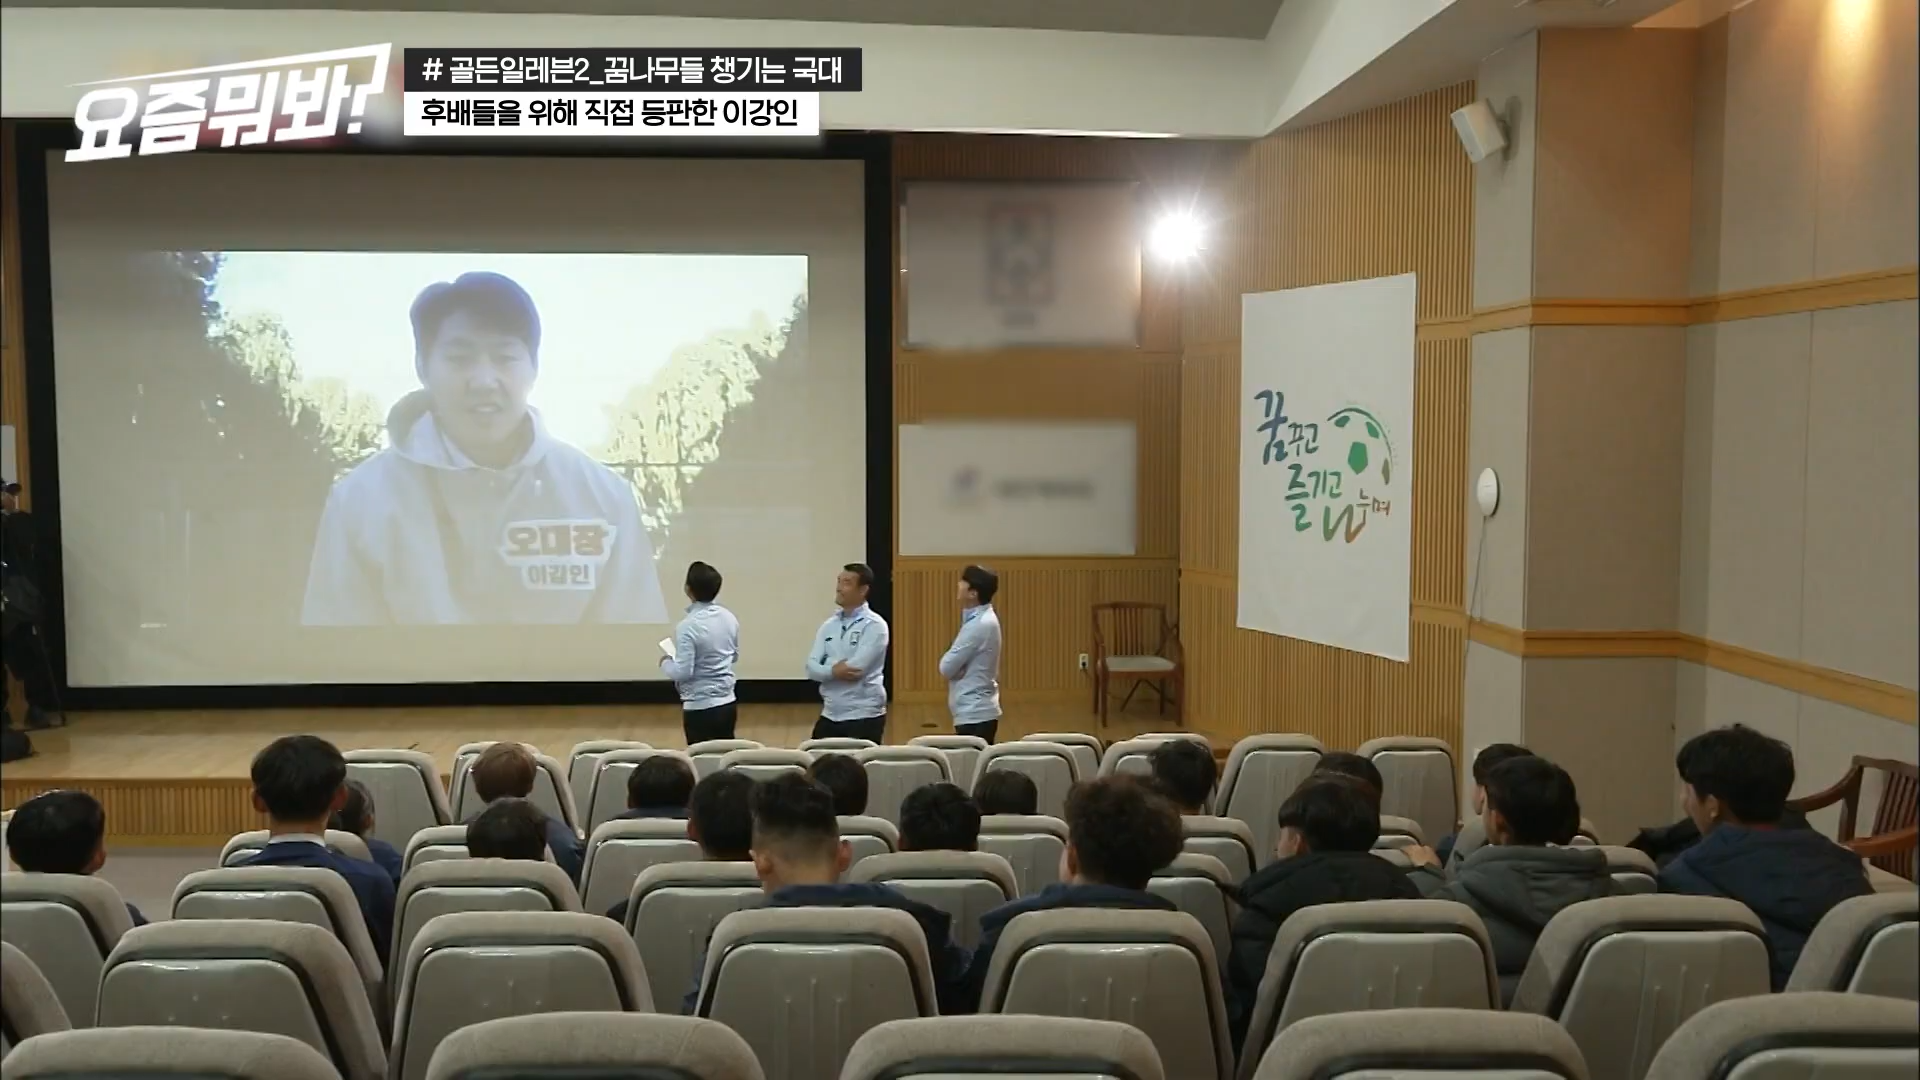 요즘뭐봐?
# 골든일레븐2_꿈나무들 챙기는 국대
후배들을 위해 직접 등판한 이강인
오대장
이강인
꿈꾸고
즐기고
나누며